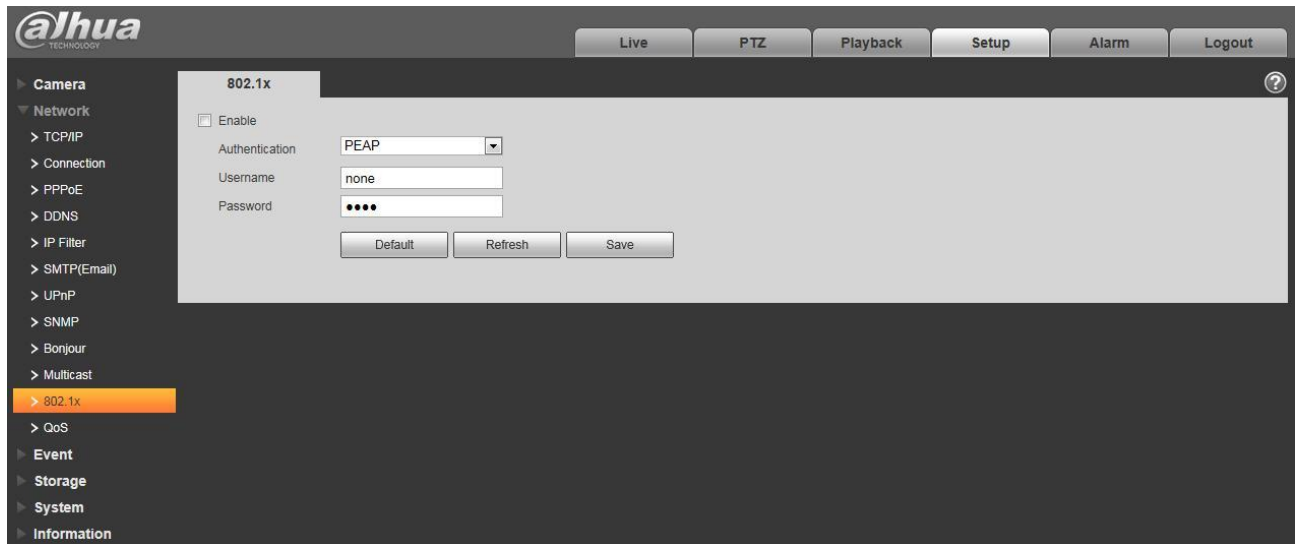 alhua
TECHNOLOGY
Live PTZ Playback Setup Alarm Logout
Camera
Network
> TCP/IP
> Connection
> PPPoE
> DDNS
> IP Filter
> SMTP(Email)
> UPnP
> SNMP
> Bonjour
> Multicast
> 802.1x
> QoS
Event
Storage
System
Information
802.1x
?
Enable
Authentication PEAP
Username none
Password ••••
Default Refresh Save